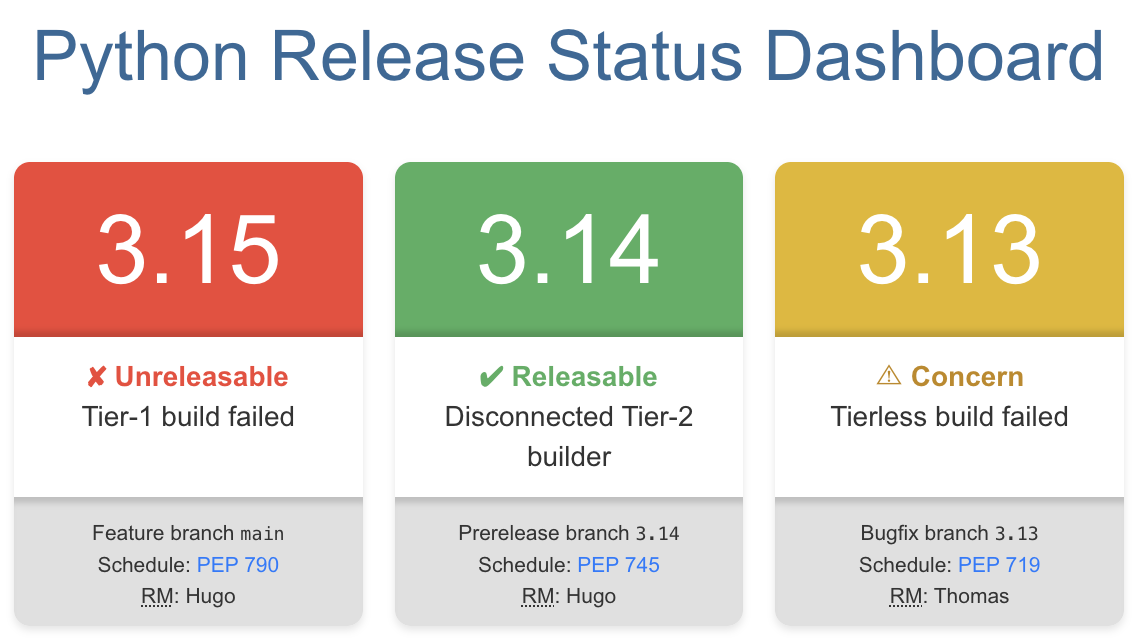 Python Release Status Dashboard
3.15
✘ Unreleasable
Tier-1 build failed
Feature branch main
Schedule: PEP 790
RM: Hugo
3.14
✔ Releasable
Disconnected Tier-2
builder
Prerelease branch 3.14
Schedule: PEP 745
RM: Hugo
3.13
⚠ Concern
Tierless build failed
Bugfix branch 3.13
Schedule: PEP 719
RM: Thomas